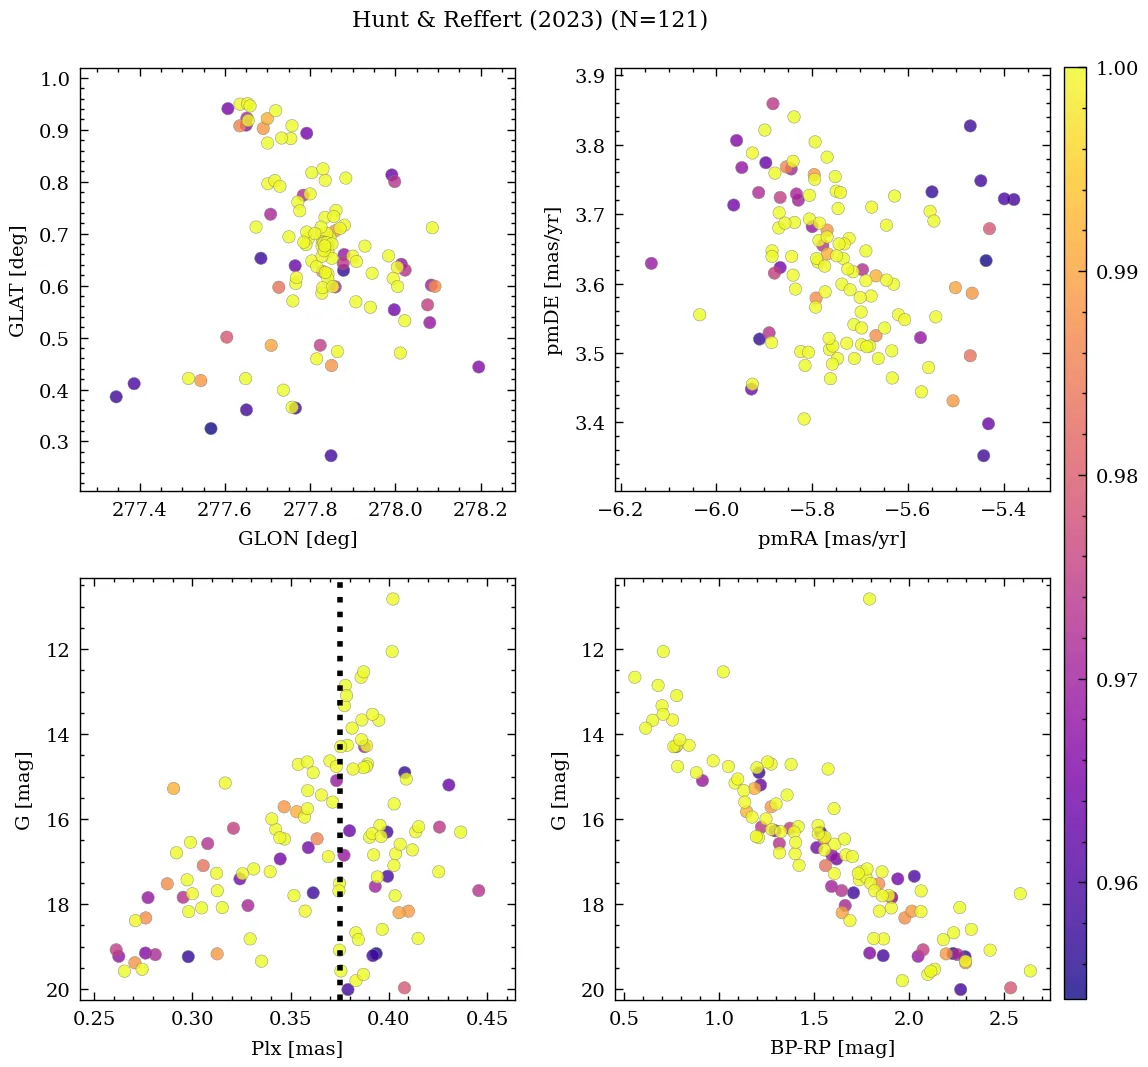 Hunt & Reffert (2023) (N=121)
1.0
0.9
0.8
0.7
0.6
0.5
0.4
0.3
GLAT [deg]
277.4 277.6 277.8 278.0 278.2
GLON [deg]
3.9
3.8
3.7
3.6
3.5
3.4
pmDE [mas/yr]
−6.2 −6.0 −5.8 −5.6 −5.4
pmRA [mas/yr]
1.00
0.99
0.98
0.97
0.96
12
14
16
18
20
G [mag]
0.25 0.30 0.35 0.40 0.45
Plx [mas]
12
14
16
18
20
G [mag]
0.5 1.0 1.5 2.0 2.5
BP-RP [mag]